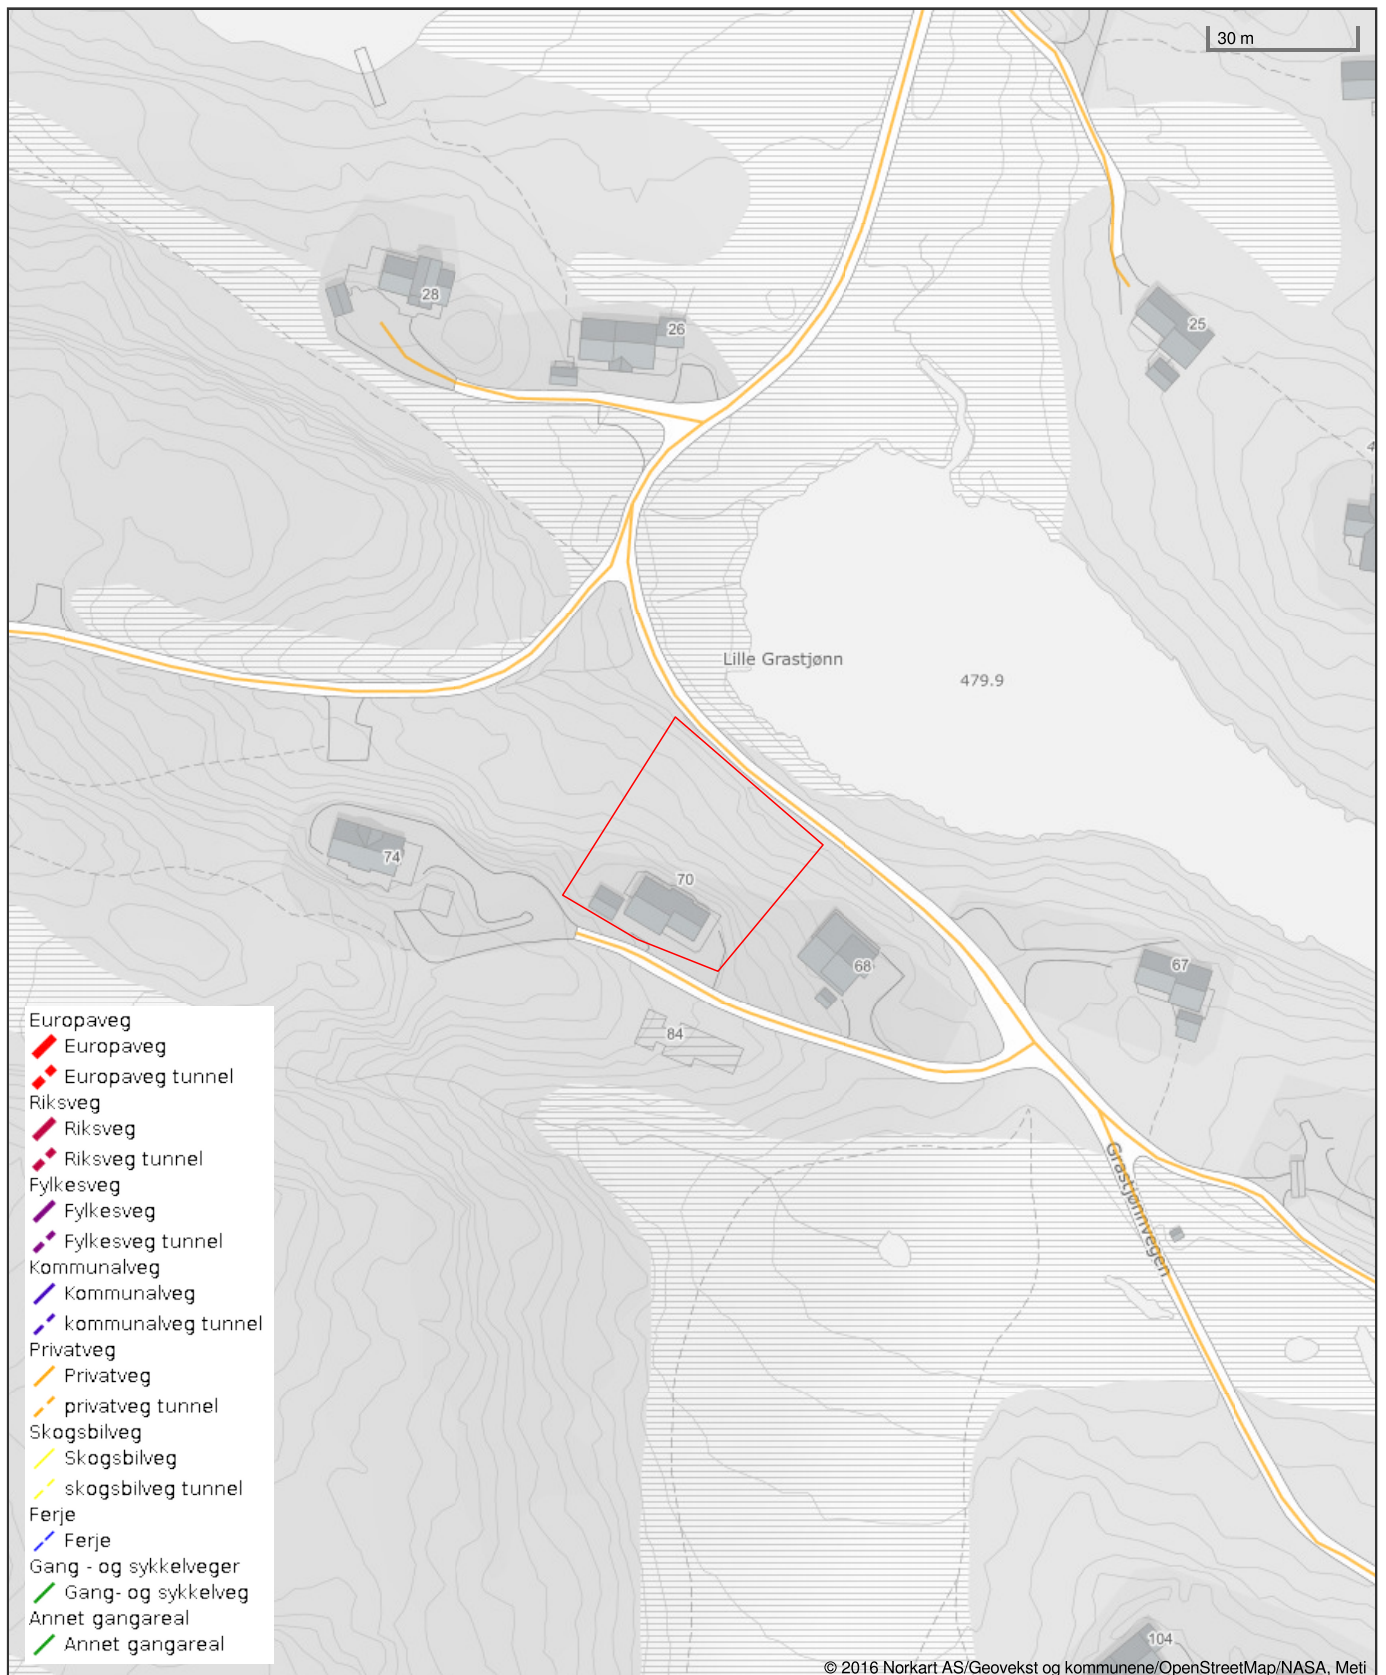 30 m
28
26
25
4
Lille Grastjønn
479.9
74
70
68
67
84
Grastjønnvegen
104
Europaveg
Europaveg
Europaveg tunnel
Riksveg
Riksveg
Riksveg tunnel
Fylkesveg
Fylkesveg
Fylkesveg tunnel
Kommunalveg
Kommunalveg
kommunalveg tunnel
Privatveg
Privatveg
privatveg tunnel
Skogsbilveg
Skogsbilveg
skogsbilveg tunnel
Ferje
Ferje
Gang - og sykkelveger
Gang- og sykkelveg
Annet gangareal
Annet gangareal
© 2016 Norkart AS/Geovekst og kommunene/OpenStreetMap/NASA, Meti